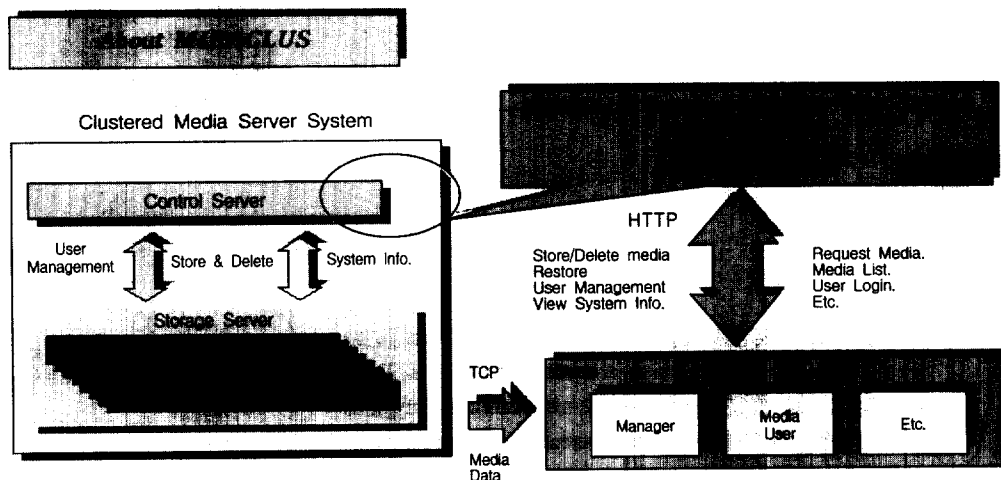 About
Clustered Media Server System
Control Server
User
Management
Store & Delete
System Info.
Storage Server
HTTP
Store/Delete media
Restore
User Management
View System Info.
Request Media.
Media List.
User Login.
Etc.
TCP
Media
Data
Manager
Media
User
Etc.